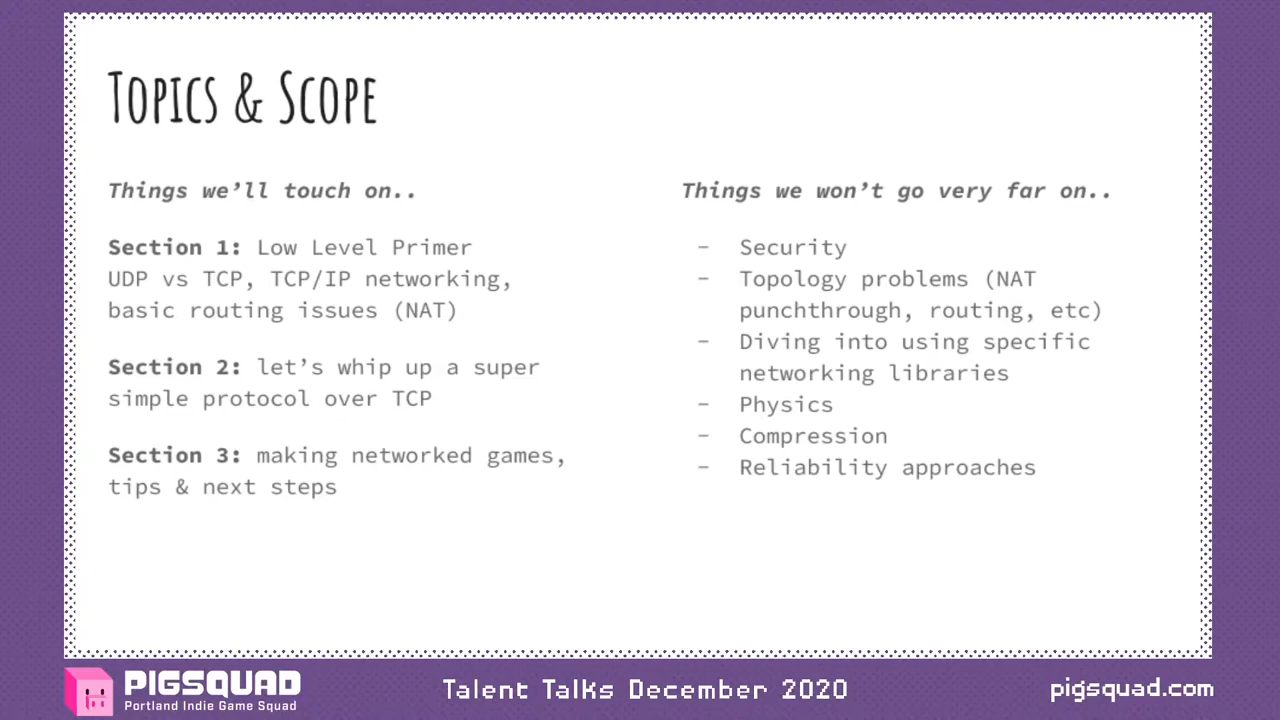 Topics & Scope
Things we'll touch on..
Section 1: Low Level Primer
UDP vs TCP, TCP/IP networking,
basic routing issues (NAT)
Section 2: let's whip up a super
simple protocol over TCP
Section 3: making networked games,
tips & next steps
Things we won't go very far on..
- Security
- Topology problems (NAT
punchthrough, routing, etc)
- Diving into using specific
networking libraries
- Physics
- Compression
- Reliability approaches
PIGSQUAD
Portland Indie Game Squad
Talent Talks December 2020
pigsquad.com